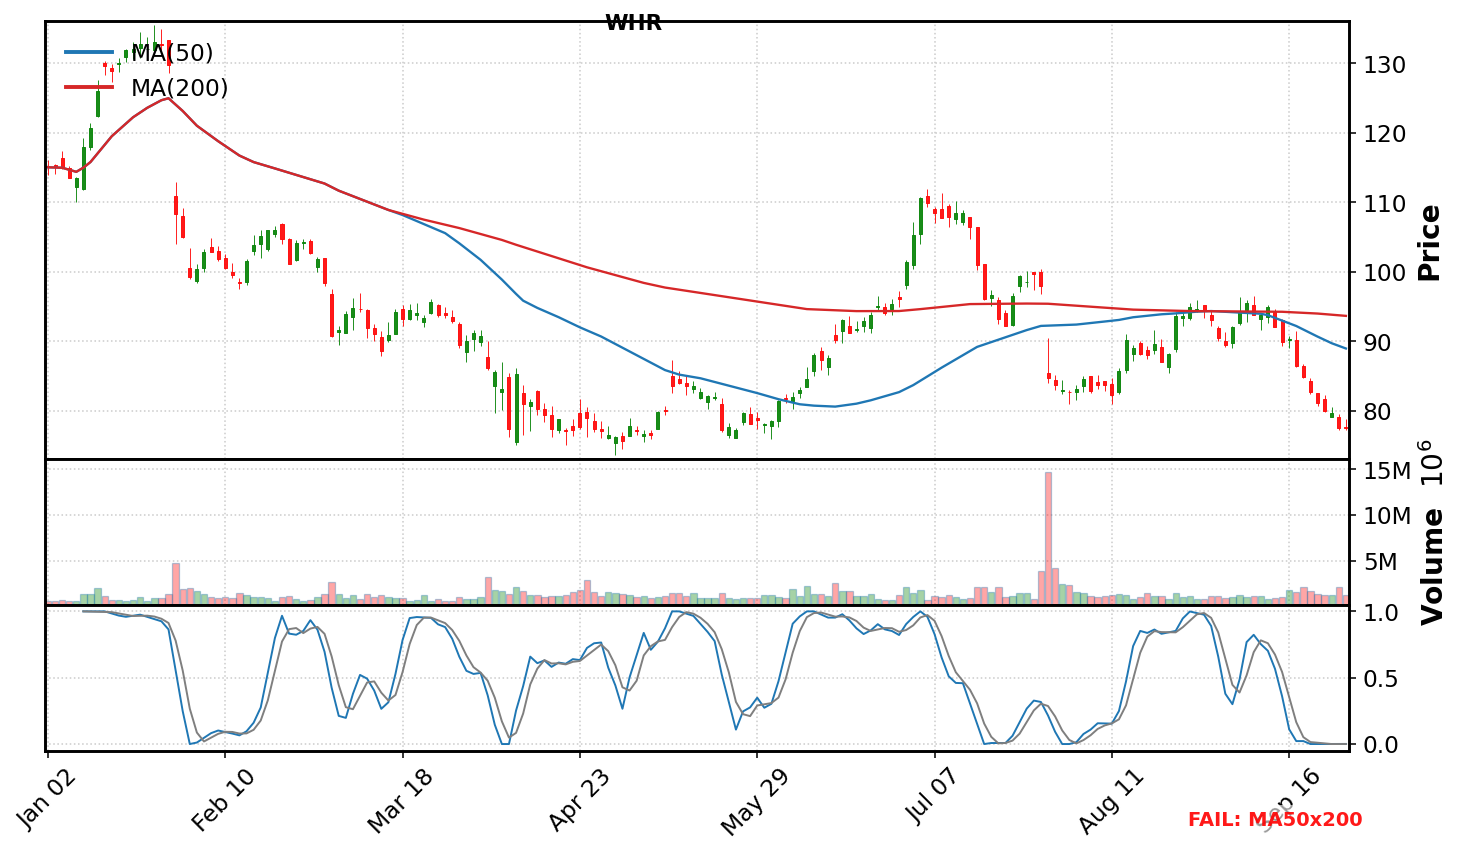 WHR
MA(50)
MA(200)
130
120
110
100
90
80
Price
15M
10M
5M
Volume 10^6
1.0
0.5
0.0
Jan 02
Feb 10
Mar 18
Apr 23
May 29
Jul 07
Aug 11
Sep 16
FAIL: MA50x200